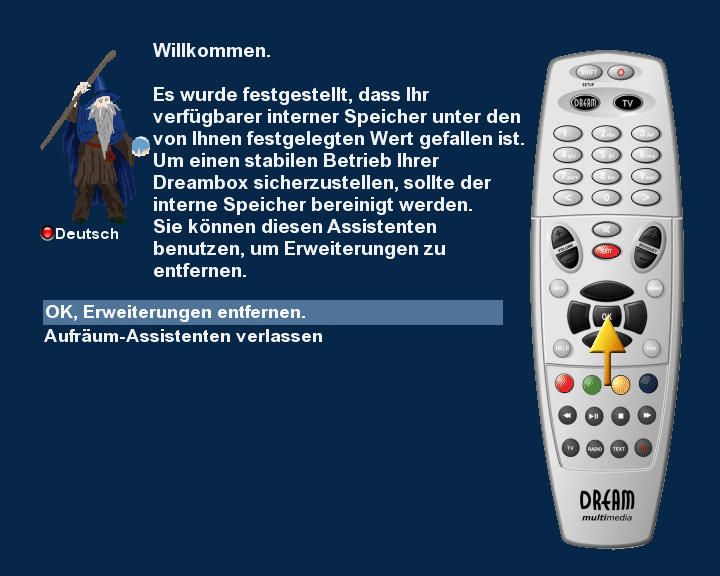 Willkommen.
Es wurde festgestellt, dass Ihr
verfügbarer interner Speicher unter den
von Ihnen festgelegten Wert gefallen ist.
Um einen stabilen Betrieb Ihrer
Dreambox sicherzustellen, sollte der
interne Speicher bereinigt werden.
Sie können diesen Assistenten
benutzen, um Erweiterungen zu
entfernen.
Deutsch
OK, Erweiterungen entfernen.
Aufräum-Assistenten verlassen
SHIFT
SETUP
DREAM TV
1 2 3
4 5 6
7 8 9
< 0 >
VOLUME
EXIT
OK
HELP
TV RADIO TEXT
DREAM
multimedia